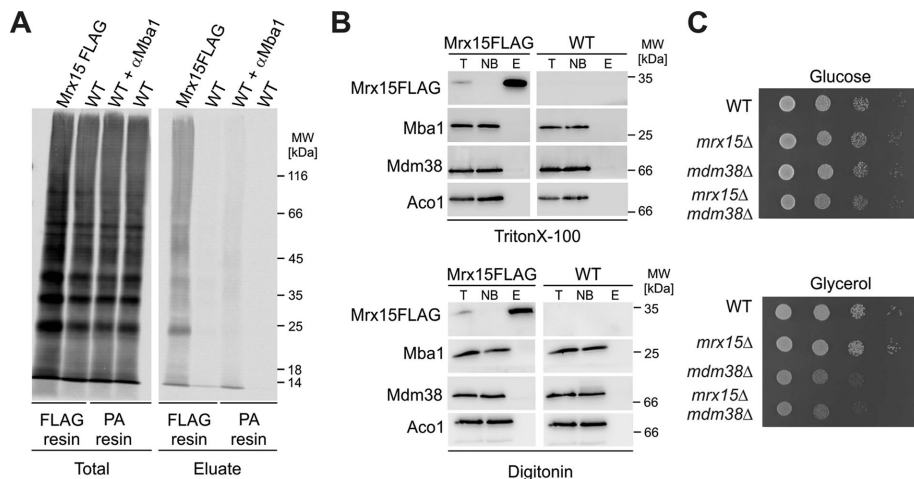 A
Mrx15FLAG
WT
WT + αMba1
WT
Mrx15FLAG
WT
WT + αMba1
WT
MW
[kDa]
116
66
45
35
25
18
14
FLAG
resin
PA
resin
FLAG
resin
PA
resin
Total
Eluate
B
Mrx15FLAG
WT
MW
[kDa]
T
NB
E
T
NB
E
Mrx15FLAG
35
Mba1
25
Mdm38
66
Aco1
66
TritonX-100
Mrx15FLAG
WT
MW
[kDa]
T
NB
E
T
NB
E
Mrx15FLAG
35
Mba1
25
Mdm38
66
Aco1
66
Digitonin
C
Glucose
WT
mrx15Δ
mdm38Δ
mrx15Δ
mdm38Δ
Glycerol
WT
mrx15Δ
mdm38Δ
mrx15Δ
mdm38Δ